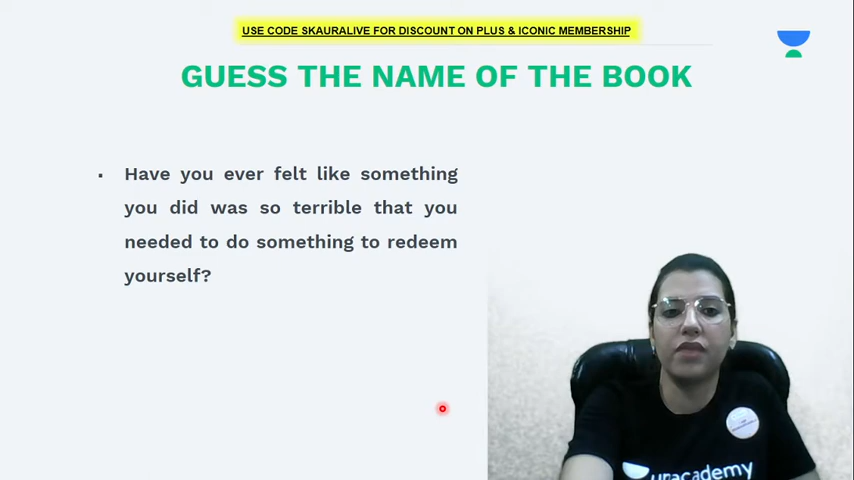 USE CODE SKAURALIVE FOR DISCOUNT ON PLUS & ICONIC MEMBERSHIP
GUESS THE NAME OF THE BOOK
▪ Have you ever felt like something
you did was so terrible that you
needed to do something to redeem
yourself?
unacademy